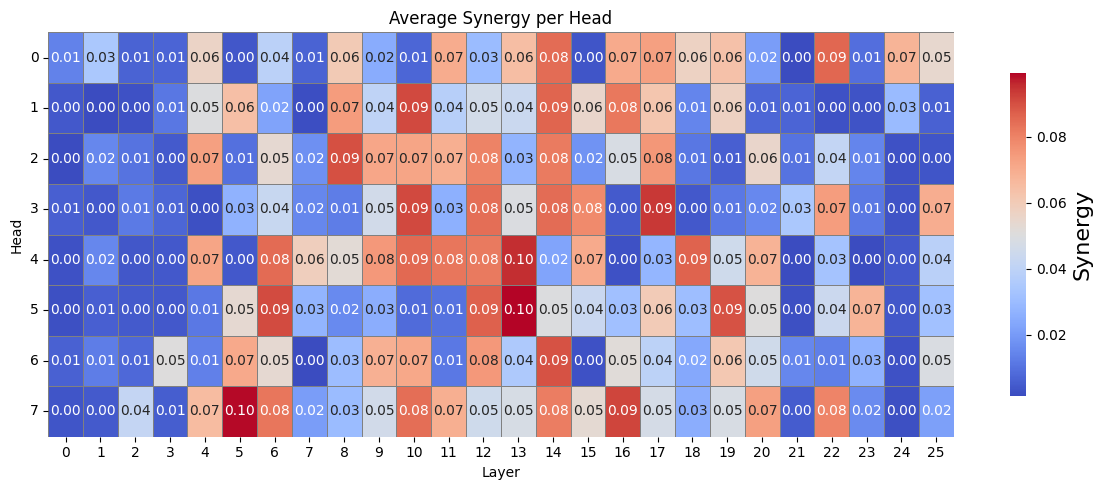 Average Synergy per Head
0 0.01 0.03 0.01 0.01 0.06 0.00 0.04 0.01 0.06 0.02 0.01 0.07 0.03 0.06 0.08 0.00 0.07 0.07 0.06 0.06 0.02 0.00 0.09 0.01 0.07 0.05
1 0.00 0.00 0.00 0.01 0.05 0.06 0.02 0.00 0.07 0.04 0.09 0.04 0.05 0.04 0.09 0.06 0.08 0.06 0.01 0.06 0.01 0.01 0.00 0.00 0.03 0.01
2 0.00 0.02 0.01 0.00 0.07 0.01 0.05 0.02 0.09 0.07 0.07 0.07 0.08 0.03 0.08 0.02 0.05 0.08 0.01 0.01 0.06 0.01 0.04 0.01 0.00 0.00
3 0.01 0.00 0.01 0.01 0.00 0.03 0.04 0.02 0.01 0.05 0.09 0.03 0.08 0.05 0.08 0.08 0.00 0.09 0.00 0.01 0.02 0.03 0.07 0.01 0.00 0.07
4 0.00 0.02 0.00 0.00 0.07 0.00 0.08 0.06 0.05 0.08 0.09 0.08 0.08 0.10 0.02 0.07 0.00 0.03 0.09 0.05 0.07 0.00 0.03 0.00 0.00 0.04
5 0.00 0.01 0.00 0.00 0.01 0.05 0.09 0.03 0.02 0.03 0.01 0.01 0.09 0.10 0.05 0.04 0.03 0.06 0.03 0.09 0.05 0.00 0.04 0.07 0.00 0.03
6 0.01 0.01 0.01 0.05 0.01 0.07 0.05 0.00 0.03 0.07 0.07 0.01 0.08 0.04 0.09 0.00 0.05 0.04 0.02 0.06 0.05 0.01 0.01 0.03 0.00 0.05
7 0.00 0.00 0.04 0.01 0.07 0.10 0.08 0.02 0.03 0.05 0.08 0.07 0.05 0.05 0.08 0.05 0.09 0.05 0.03 0.05 0.07 0.00 0.08 0.02 0.00 0.02
0 1 2 3 4 5 6 7 8 9 10 11 12 13 14 15 16 17 18 19 20 21 22 23 24 25
Layer
Head
0.08
0.06
0.04
0.02
Synergy